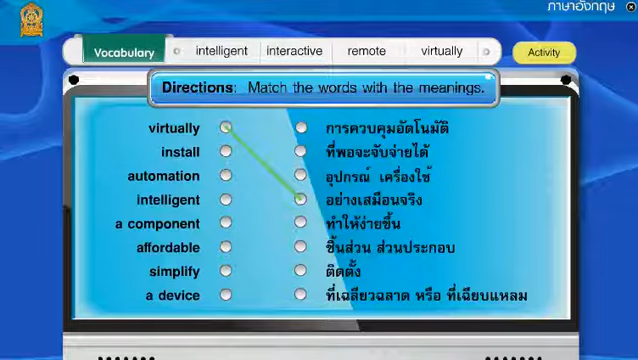 ภาษาอังกฤษ
Vocabulary intelligent interactive remote virtually Activity
Directions: Match the words with the meanings.
virtually การควบคุมอัตโนมัติ
install ที่พอจะจับจ่ายได้
automation อุปกรณ์ เครื่องใช้
intelligent อย่างเสมือนจริง
a component ทำให้ง่ายขึ้น
affordable ชิ้นส่วน ส่วนประกอบ
simplify ติดตั้ง
a device ที่เฉลียวฉลาด หรือ ที่เฉียบแหลม